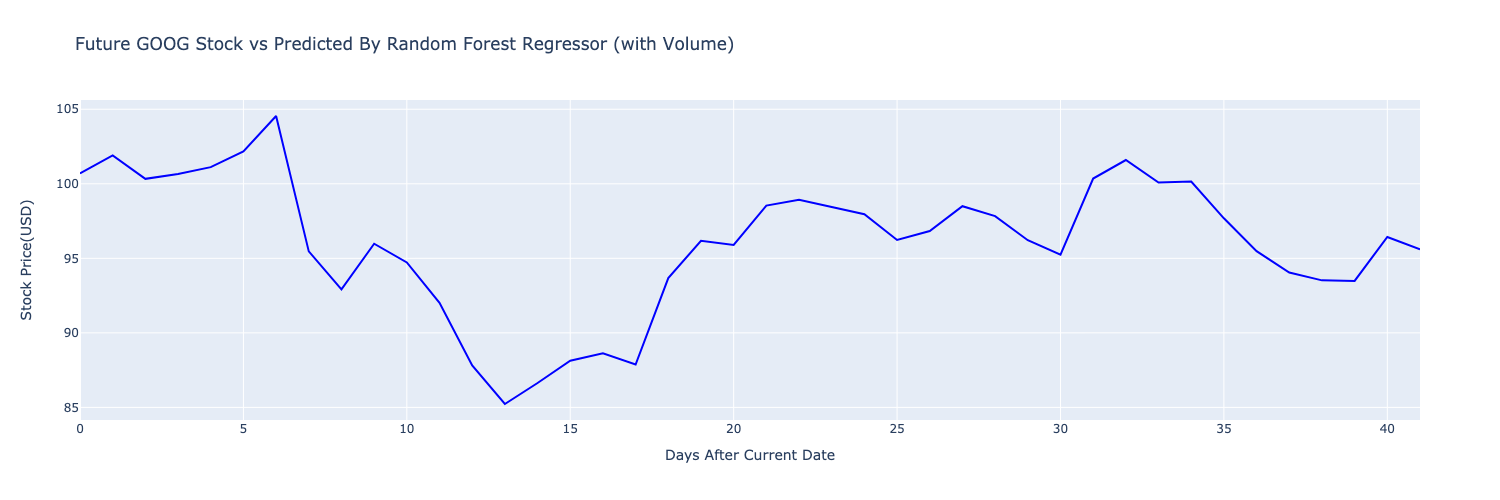 Future GOOG Stock vs Predicted By Random Forest Regressor (with Volume)
105
100
95
90
85
Stock Price(USD)
0 5 10 15 20 25 30 35 40
Days After Current Date